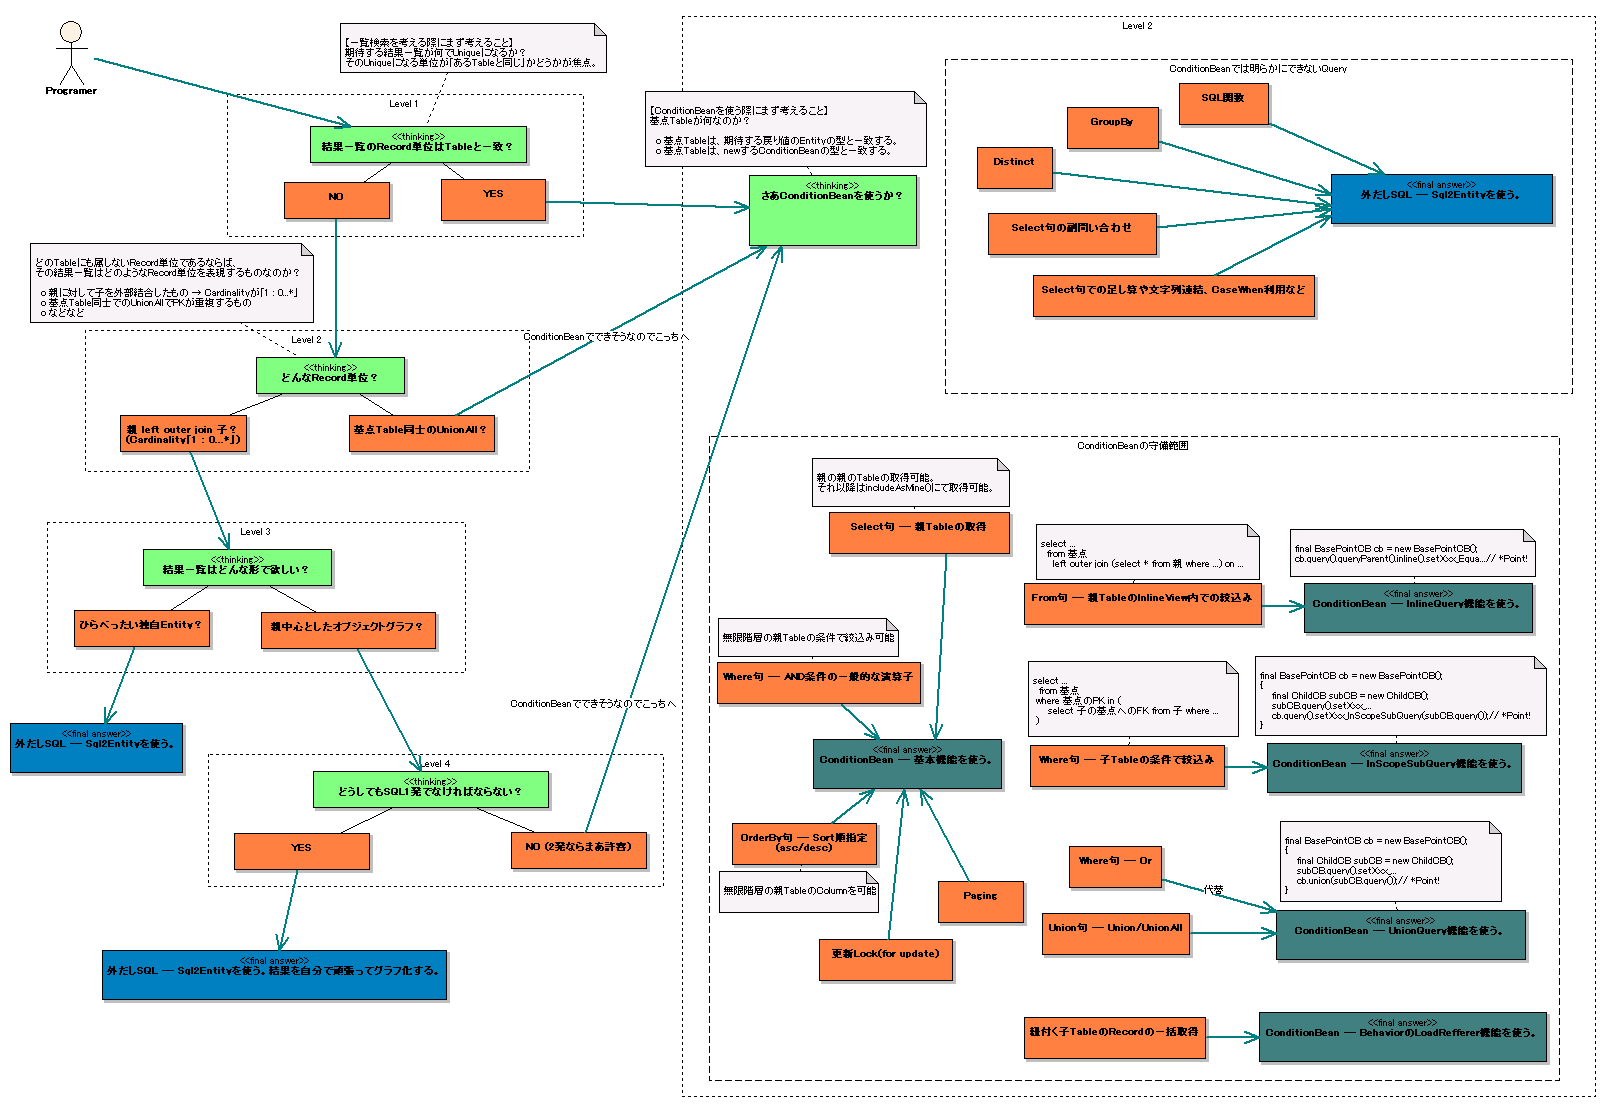 Programer
【一覧検索を考える際にまず考えること】
期待する結果一覧が何でUniqueになるか？
そのUniqueになる単位が「あるTableと同じ」かどうかが焦点。
Level 1
<<thinking>>
結果一覧のRecord単位はTableと一致？
NO
YES
どのTableにも属しないRecord単位であるならば、
その結果一覧はどのようなRecord単位を表現するものなのか？
o 親に対して子を外部結合したもの → Cardinalityが「1 : 0...*」
o 基点Table同士でのUnionAllでPKが重複するもの
o などなど
Level 2
<<thinking>>
どんなRecord単位？
親 left outer join 子？
(Cardinality「1 : 0...*」)
基点Table同士のUnionAll？
ConditionBeanでできそうなのでこっちへ
Level 3
<<thinking>>
結果一覧はどんな形で欲しい？
ひらべったい独自Entity？
親中心としたオブジェクトグラフ？
<<final answer>>
外だしSQL — Sql2Entityを使う。
ConditionBeanでできそうなのでこっちへ
Level 4
<<thinking>>
どうしてもSQL1発でなければならない？
YES
NO (2発ならまあ許容)
<<final answer>>
外だしSQL — Sql2Entityを使う。結果を自分で頑張ってグラフ化する。
Level 2
【ConditionBeanを使う際にまず考えること】
基点Tableが何なのか？
o 基点Tableは、期待する戻り値のEntityの型と一致する。
o 基点Tableは、newするConditionBeanの型と一致する。
<<thinking>>
さあConditionBeanを使うか？
ConditionBeanでは明らかにできないQuery
SQL関数
GroupBy
Distinct
Select句の副問い合わせ
Select句での足し算や文字列連結、CaseWhen利用など
<<final answer>>
外だしSQL — Sql2Entityを使う。
ConditionBeanの守備範囲
親の親のTableの取得可能。
それ以降はincludeAsMine()にて取得可能。
Select句 — 親Tableの取得
無限階層の親Tableの条件で絞込み可能
Where句 — AND条件の一般的な演算子
<<final answer>>
ConditionBean — 基本機能を使う。
OrderBy句 — Sort順指定
(asc/desc)
無限階層の親TableのColumnを可能
Paging
更新Lock(for update)
select ...
from 基点
left outer join (select * from 親 where ...) on ...
From句 — 親TableのInlineView内での絞込み
final BasePointCB cb = new BasePointCB();
cb.query().queryParent().inline().setXxx_Equa...// *Point!
<<final answer>>
ConditionBean — InlineQuery機能を使う。
select ...
from 基点
where 基点のPK in (
select 子の基点へのFK from 子 where ...
)
Where句 — 子Tableの条件で絞込み
final BasePointCB cb = new BasePointCB();
{
final ChildCB subCB = new ChildCB();
subCB.query().setXxx_...
cb.query().setXxx_InScopeSubQuery(subCB.query());// *Point!
}
<<final answer>>
ConditionBean — InScopeSubQuery機能を使う。
Where句 — Or
代替
Union句 — Union/UnionAll
final BasePointCB cb = new BasePointCB();
{
final ChildCB subCB = new ChildCB();
subCB.query().setXxx_...
cb.union(subCB.query());// *Point!
}
<<final answer>>
ConditionBean — UnionQuery機能を使う。
紐付く子TableのRecordの一括取得
<<final answer>>
ConditionBean — BehaviorのLoadRefferer機能を使う。